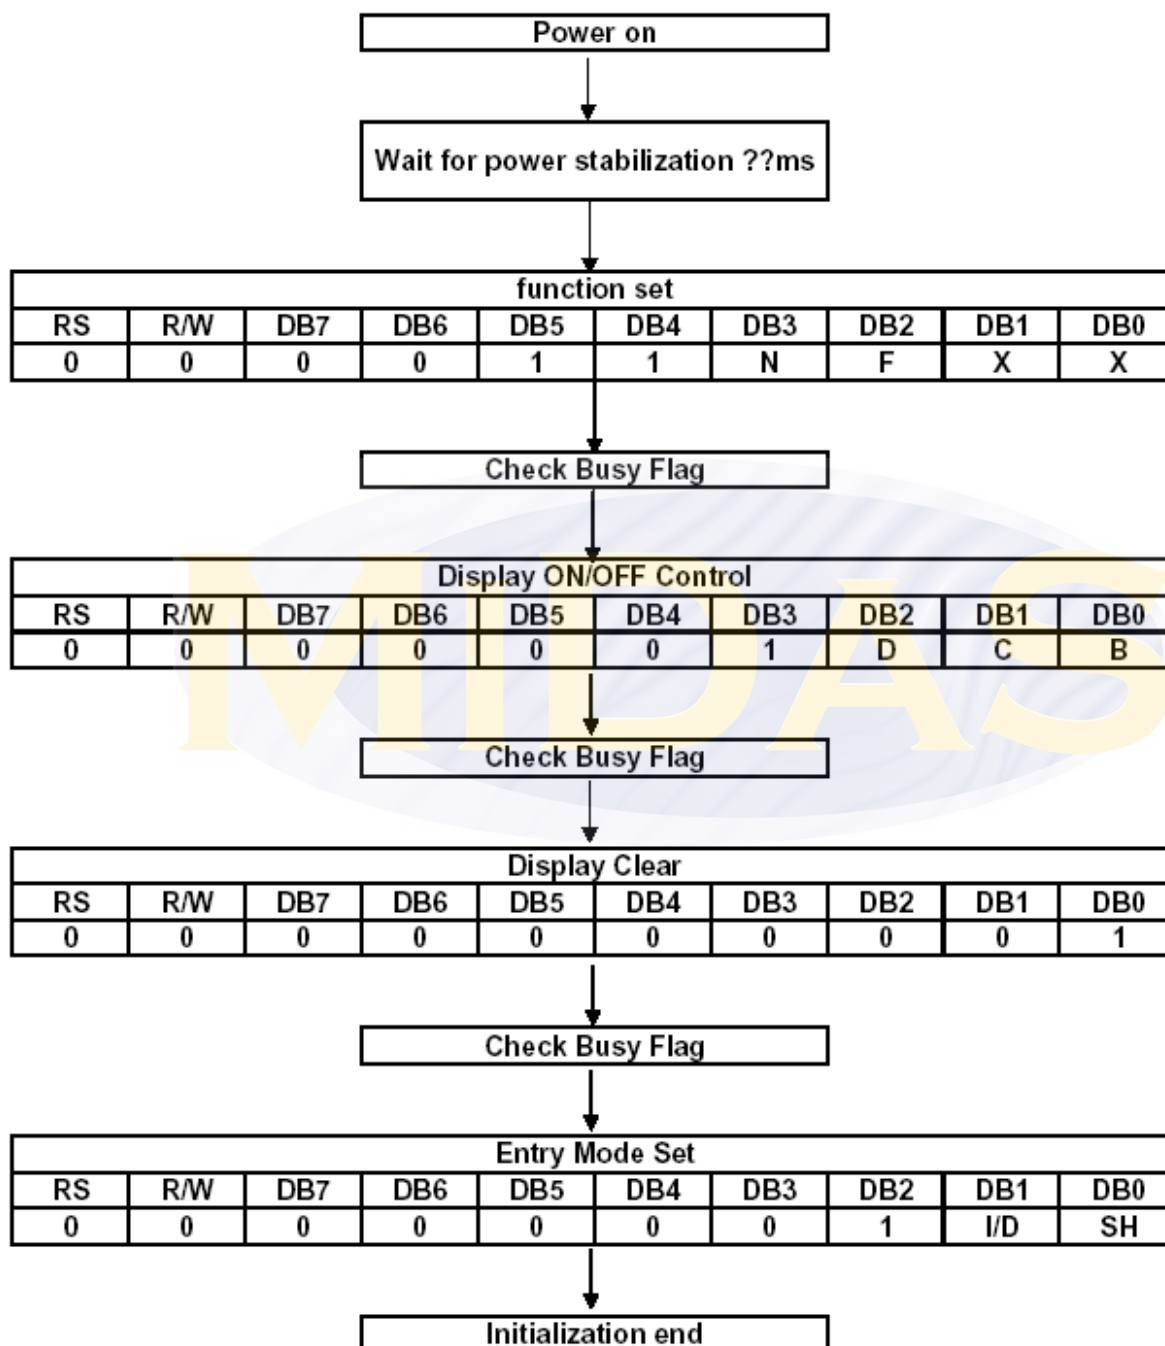 Power on
Wait for power stabilization ??ms
function set
RS R/W DB7 DB6 DB5 DB4 DB3 DB2 DB1 DB0
0 0 0 0 1 1 N F X X
Check Busy Flag
Display ON/OFF Control
RS R/W DB7 DB6 DB5 DB4 DB3 DB2 DB1 DB0
0 0 0 0 0 0 1 D C B
MIDAS
Check Busy Flag
Display Clear
RS R/W DB7 DB6 DB5 DB4 DB3 DB2 DB1 DB0
0 0 0 0 0 0 0 0 0 1
Check Busy Flag
Entry Mode Set
RS R/W DB7 DB6 DB5 DB4 DB3 DB2 DB1 DB0
0 0 0 0 0 0 0 1 I/D SH
Initialization end